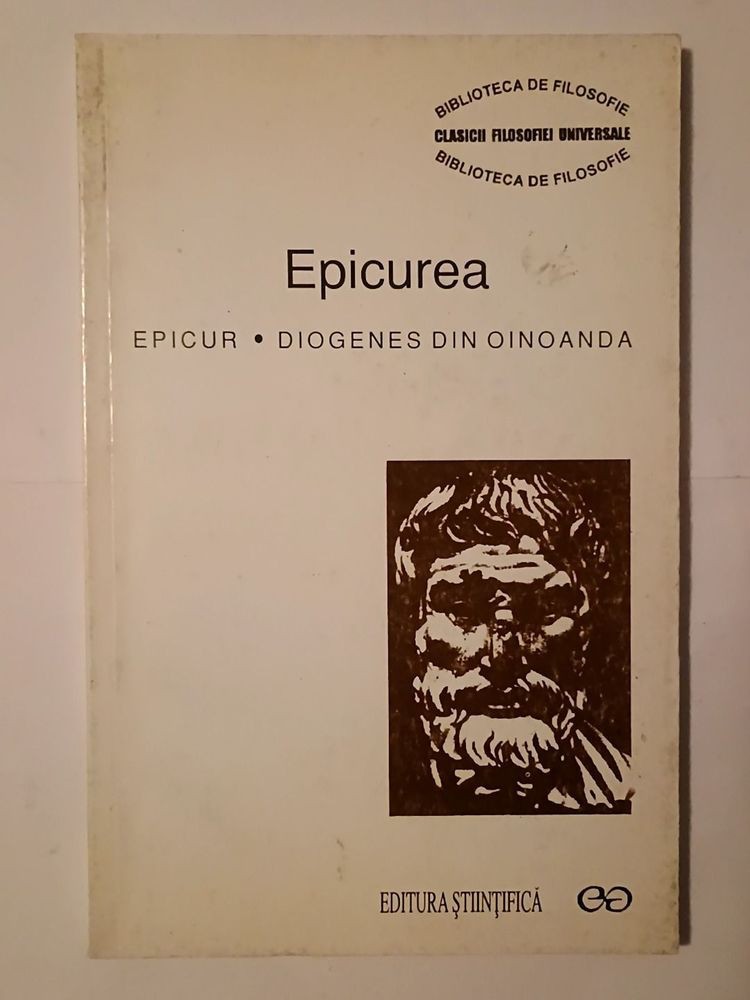 BIBLIOTECA DE FILOSOFIE
CLASICII FILOSOFIEI UNIVERSALE
BIBLIOTECA DE FILOSOFIE
Epicurea
EPICUR • DIOGENES DIN OINOANDA
EDITURA ŞTIINŢIFICĂ